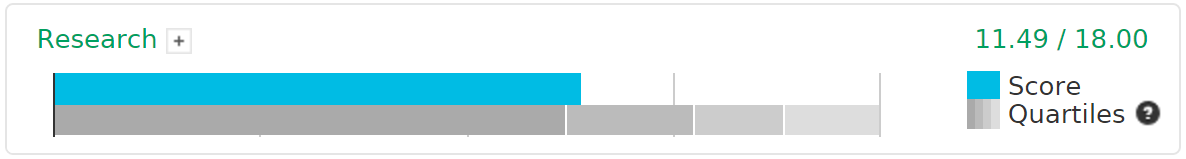 Research +
11.49 / 18.00
Score
Quartiles ?